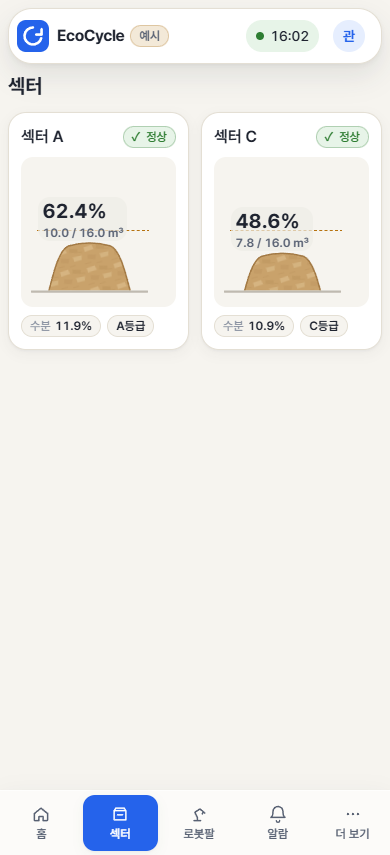 EcoCycle 예시 16:02 관
섹터
섹터 A ✓ 정상
62.4%
10.0 / 16.0 m³
수분 11.9% A등급
섹터 C ✓ 정상
48.6%
7.8 / 16.0 m³
수분 10.9% C등급
홈 섹터 로봇팔 알람 더 보기